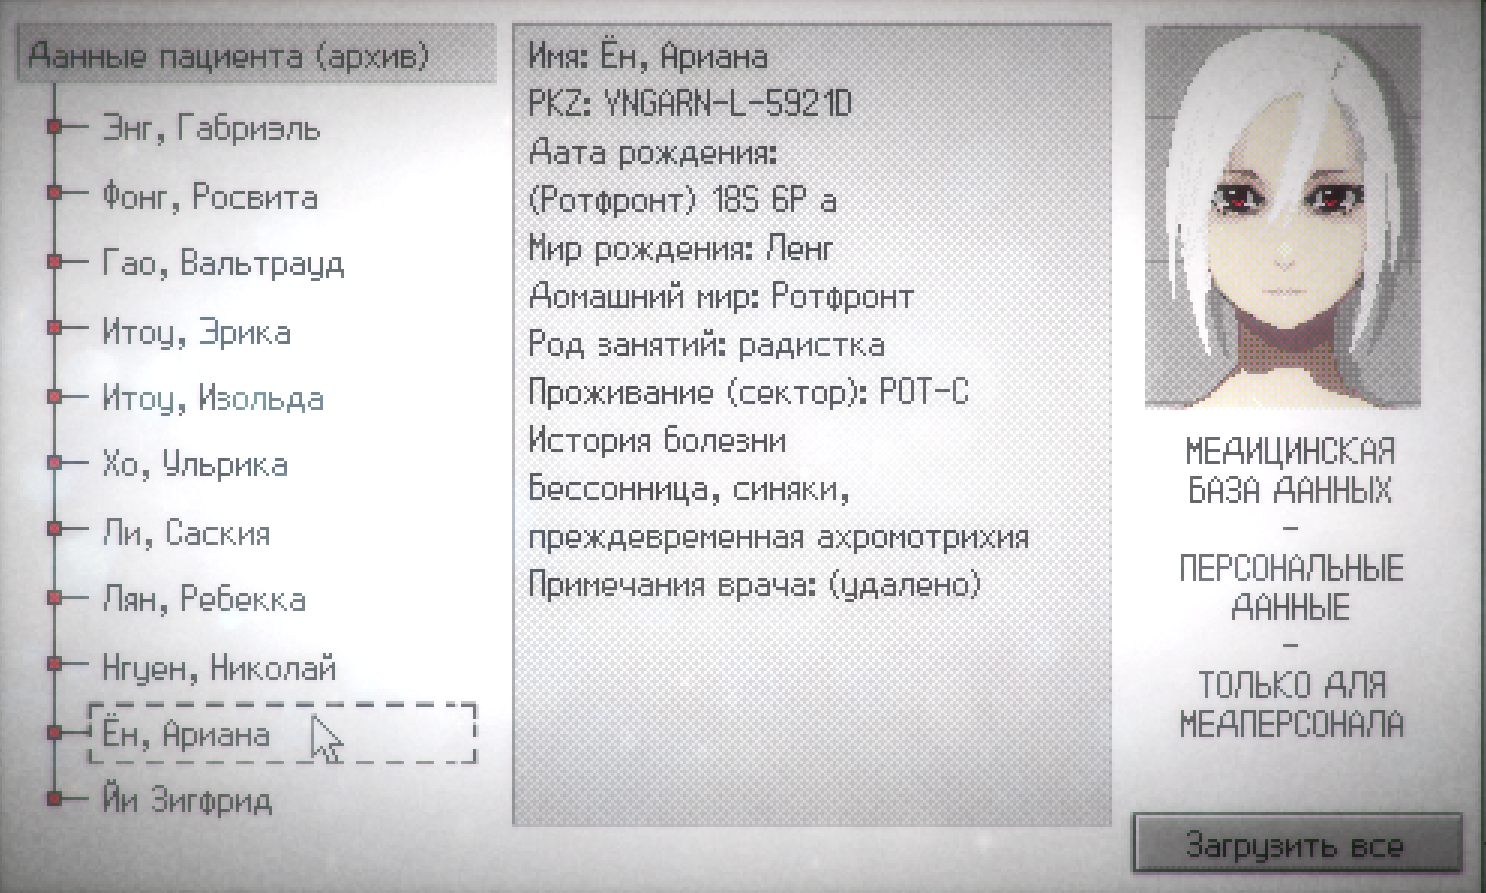 Данные пациента (архив)
Энг, Габриэль
Фонг, Росвита
Гао, Вальтрауд
Итоу, Эрика
Итоу, Изольда
Хо, Ульрика
Ли, Саския
Лян, Ребекка
Нгуен, Николай
Ён, Ариана
Йи Зигфрид
Имя: Ён, Ариана
PKZ: YNGARN-L-5921D
Дата рождения:
(Ротфронт) 18S 6P а
Мир рождения: Ленг
Домашний мир: Ротфронт
Род занятий: радистка
Проживание (сектор): РОТ-С
История болезни
Бессонница, синяки,
преждевременная ахромотрихия
Примечания врача: (удалено)
МЕДИЦИНСКАЯ
БАЗА ДАННЫХ
–
ПЕРСОНАЛЬНЫЕ
ДАННЫЕ
–
ТОЛЬКО ДЛЯ
МЕДПЕРСОНАЛА
Загрузить все